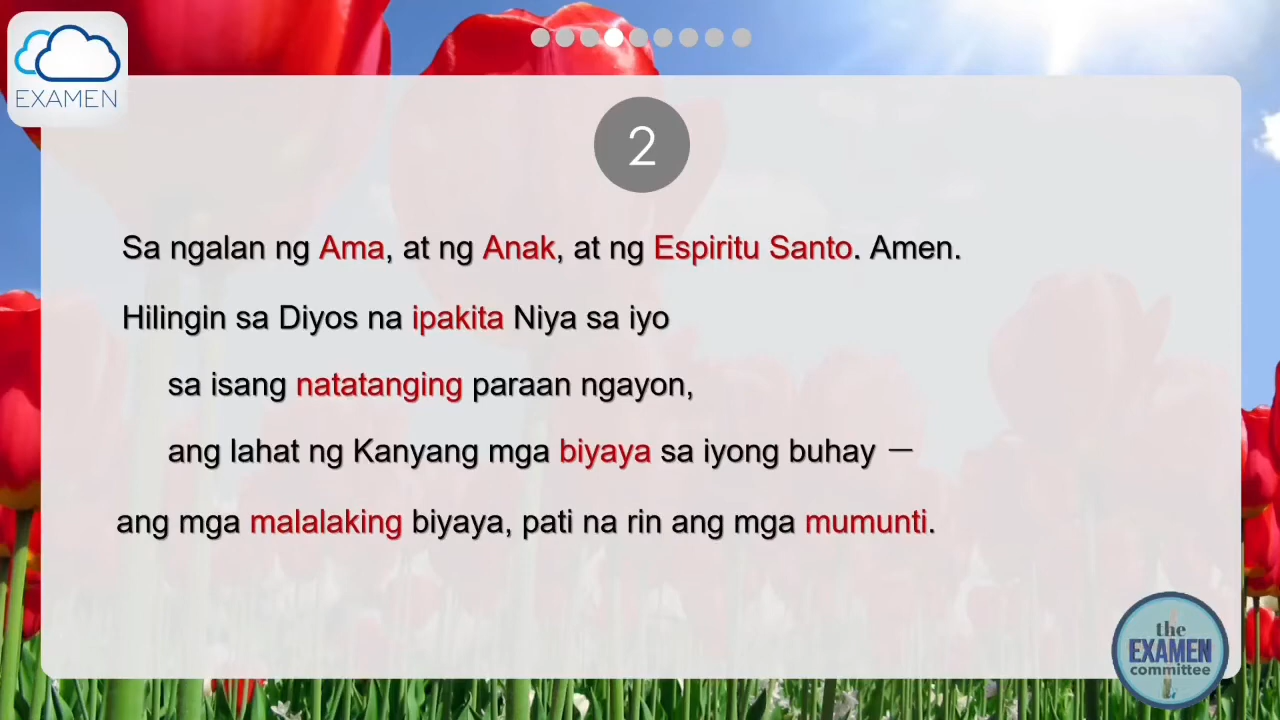 EXAMEN
2
Sa ngalan ng Ama, at ng Anak, at ng Espiritu Santo. Amen.
Hilingin sa Diyos na ipakita Niya sa iyo
sa isang natatanging paraan ngayon,
ang lahat ng Kanyang mga biyaya sa iyong buhay —
ang mga malalaking biyaya, pati na rin ang mga mumunti.
the
EXAMEN
committee